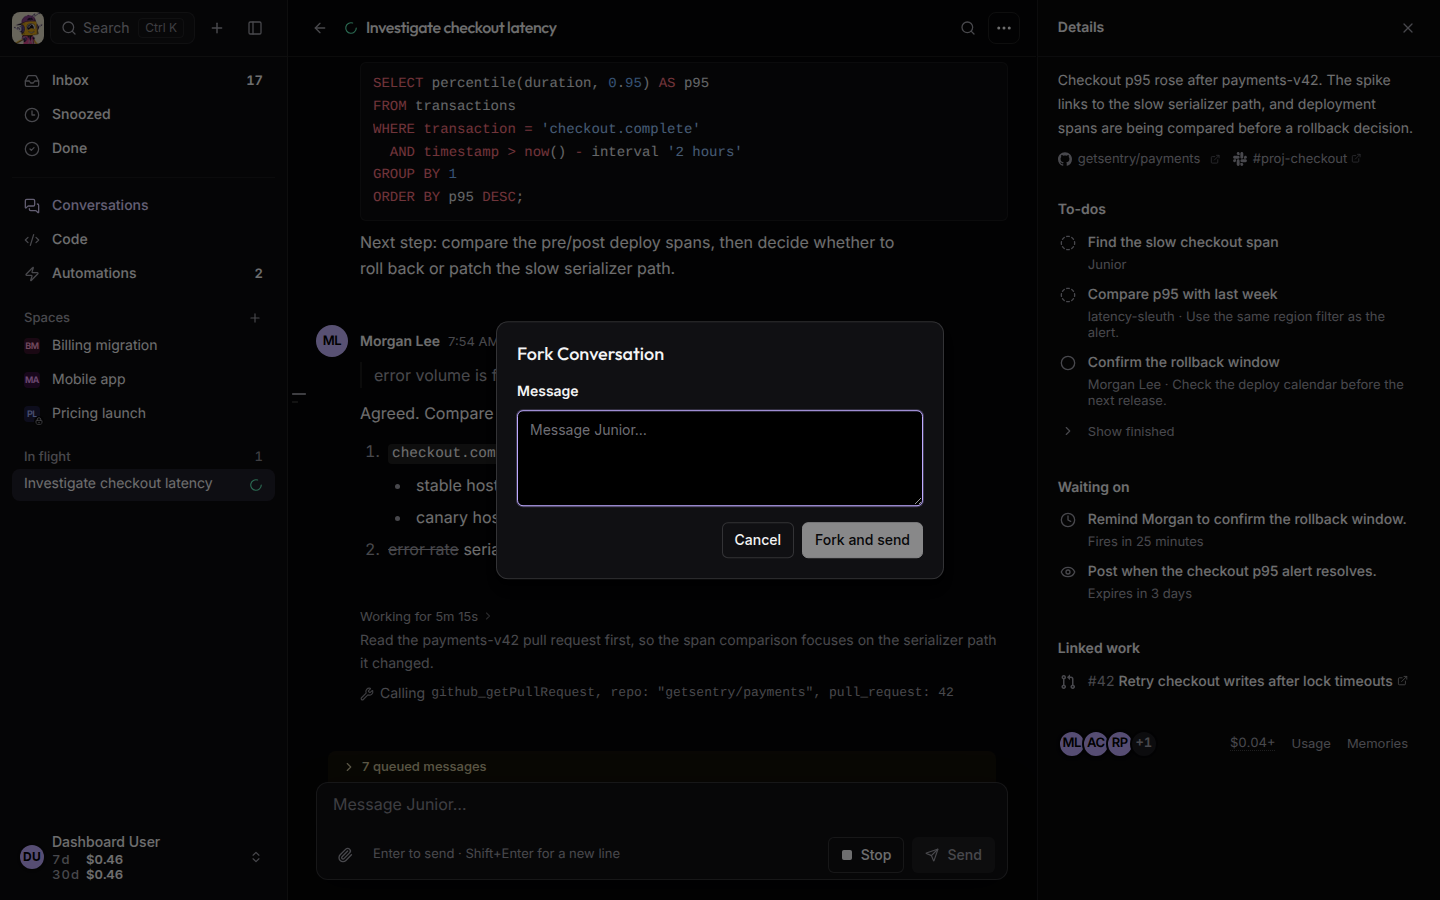 Search Ctrl K
Inbox 17
Snoozed
Done
Conversations
Code
Automations 2
Spaces
BM Billing migration
MA Mobile app
PL Pricing launch
In flight 1
Investigate checkout latency
DU Dashboard User
7d $0.46
30d $0.46
Investigate checkout latency
SELECT percentile(duration, 0.95) AS p95
FROM transactions
WHERE transaction = 'checkout.complete'
AND timestamp > now() - interval '2 hours'
GROUP BY 1
ORDER BY p95 DESC;
Next step: compare the pre/post deploy spans, then decide whether to
roll back or patch the slow serializer path.
ML Morgan Lee 7:54 AM
error volume is
Agreed. Compare
1. checkout.com
stable host
canary hos
2. error rate seria
Fork Conversation
Message
Message Junior...
Cancel Fork and send
Working for 5m 15s
Read the payments-v42 pull request first, so the span comparison focuses on the serializer path
it changed.
Calling github_getPullRequest, repo: "getsentry/payments", pull_request: 42
7 queued messages
Message Junior...
Enter to send · Shift+Enter for a new line
Stop Send
Details
Checkout p95 rose after payments-v42. The spike
links to the slow serializer path, and deployment
spans are being compared before a rollback decision.
getsentry/payments #proj-checkout
To-dos
Find the slow checkout span
Junior
Compare p95 with last week
latency-sleuth · Use the same region filter as the
alert.
Confirm the rollback window
Morgan Lee · Check the deploy calendar before the
next release.
Show finished
Waiting on
Remind Morgan to confirm the rollback window.
Fires in 25 minutes
Post when the checkout p95 alert resolves.
Expires in 3 days
Linked work
#42 Retry checkout writes after lock timeouts
ML AC RP +1 $0.04+ Usage Memories